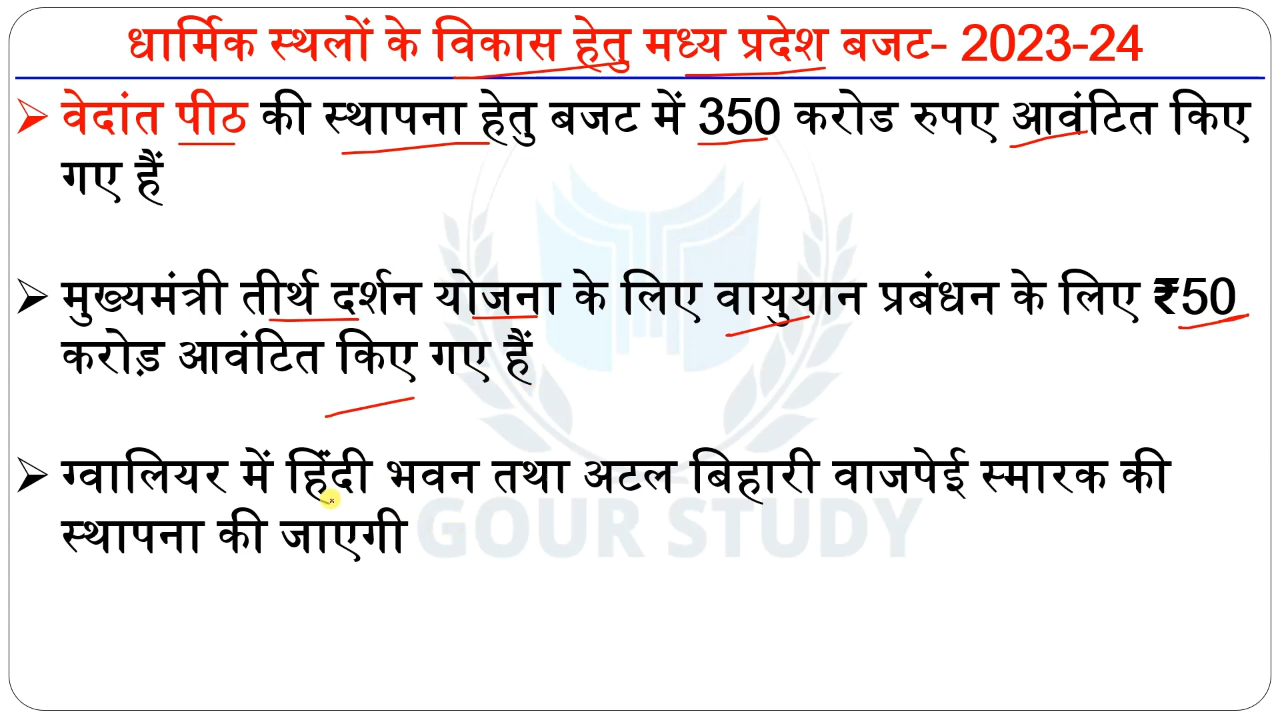 धार्मिक स्थलों के विकास हेतु मध्य प्रदेश बजट- 2023-24
वेदांत पीठ की स्थापना हेतु बजट में 350 करोड रुपए आवंटित किए
गए हैं
मुख्यमंत्री तीर्थ दर्शन योजना के लिए वायुयान प्रबंधन के लिए ₹50
करोड़ आवंटित किए गए हैं
ग्वालियर में हिंदी भवन तथा अटल बिहारी वाजपेई स्मारक की
स्थापना की जाएगी
GOUR STUDY